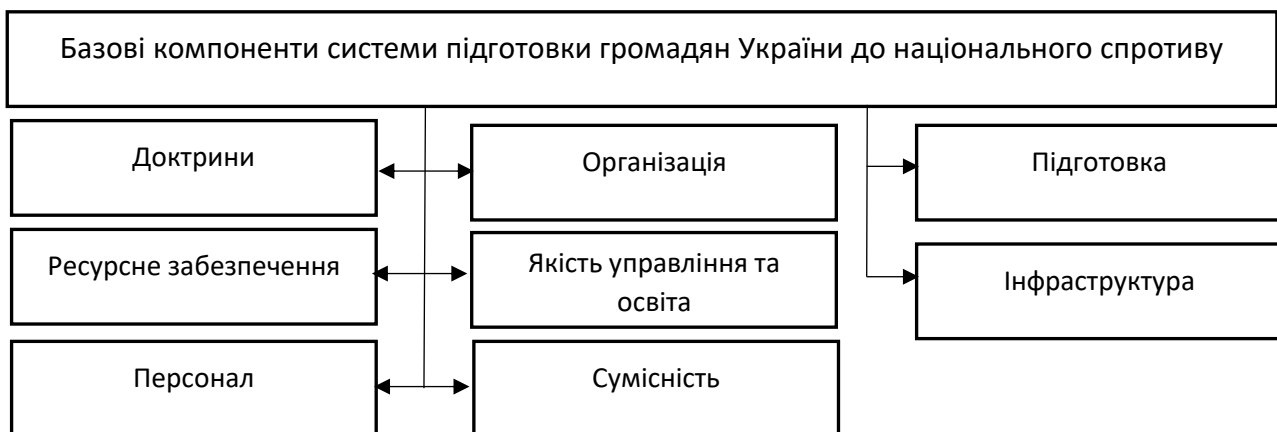 Базові компоненти системи підготовки громадян України до національного спротиву
Доктрини
Організація
Підготовка
Ресурсне забезпечення
Якість управління та
освіта
Інфраструктура
Персонал
Сумісність